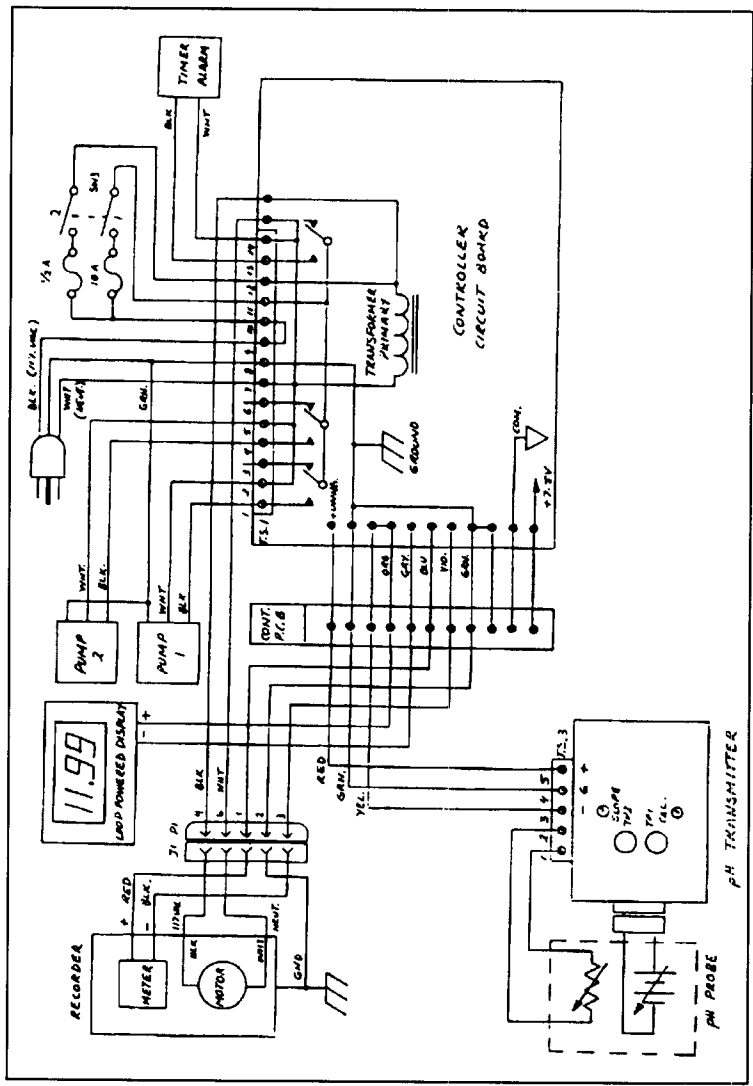 TIMER
ALARM
BLK
WHT
SW1
2
1
1/2 A
10 A
BLK. (117. VAC)
WHT
(NEUT.)
GRN.
WHT.
BLK.
WHT
BLK
PUMP
2
PUMP
1
T.S.1
1
2
3
4
5
6
7
8
9
10
11
12
13
14
TRANSFORMER
PRIMARY
CONTROLLER
CIRCUIT BOARD
GROUND
COM.
+7.5V
ORG
GRY.
BLU
VIO.
GRN.
CONT.
P.C.B
11.99
LOOP POWERED DISPLAY
-
+
BLK
WHT
4
6
1
2
3
J1
P1
RED
BLK.
+
-
117VAC
BLK
WHT
NEUT.
GND
RECORDER
METER
MOTOR
RED
GRN.
YEL.
T.S.3
1
2
3
4
5
-
G
+
SLOPE
TP2
TP1
CAL.
pH TRANSMITTER
pH PROBE